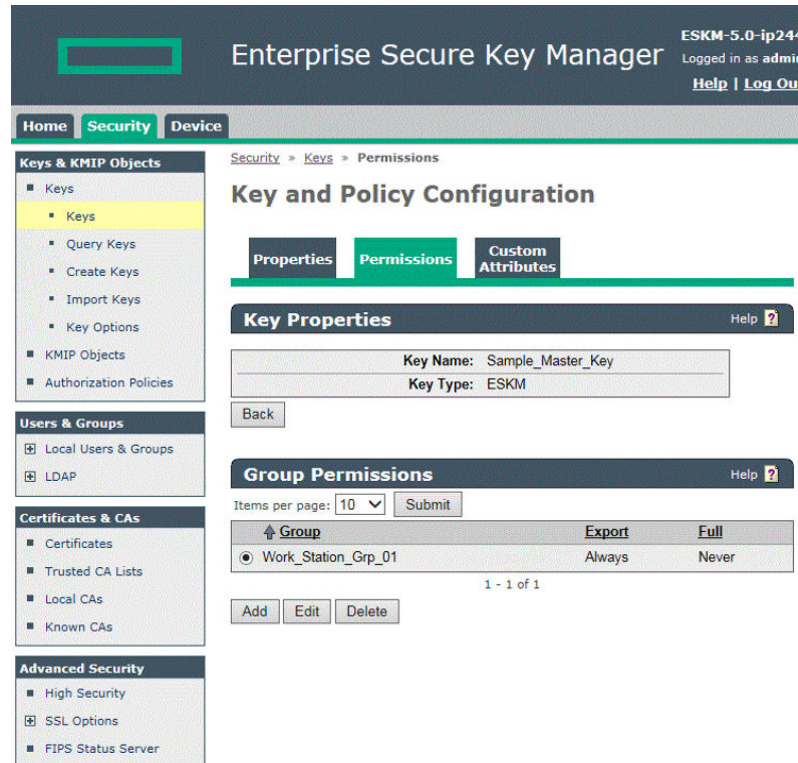 Enterprise Secure Key Manager
ESKM-5.0-ip244
Logged in as admin
Help | Log Ou
Home Security Device
Keys & KMIP Objects
Keys
Keys
Query Keys
Create Keys
Import Keys
Key Options
KMIP Objects
Authorization Policies
Users & Groups
Local Users & Groups
LDAP
Certificates & CAs
Certificates
Trusted CA Lists
Local CAs
Known CAs
Advanced Security
High Security
SSL Options
FIPS Status Server
Security » Keys » Permissions
Key and Policy Configuration
Properties Permissions Custom Attributes
Key Properties Help ?
Key Name: Sample_Master_Key
Key Type: ESKM
Back
Group Permissions Help ?
Items per page: 10 Submit
Group Export Full
Work_Station_Grp_01 Always Never
1 - 1 of 1
Add Edit Delete